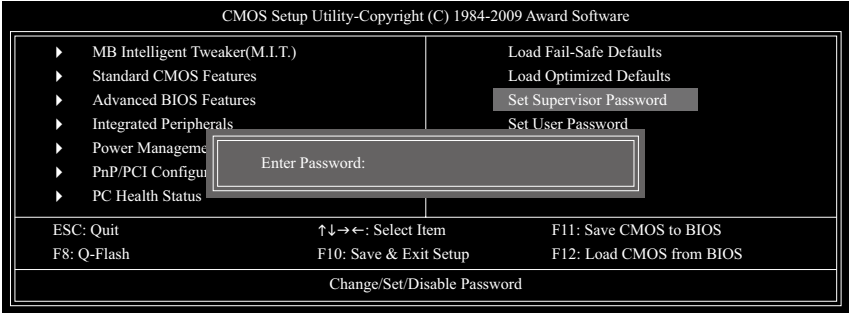 CMOS Setup Utility-Copyright (C) 1984-2009 Award Software
MB Intelligent Tweaker(M.I.T.)
Standard CMOS Features
Advanced BIOS Features
Integrated Peripherals
Power Manageme
PnP/PCI Configu
PC Health Status
Load Fail-Safe Defaults
Load Optimized Defaults
Set Supervisor Password
Set User Password
Enter Password:
ESC: Quit ↑↓→←: Select Item F11: Save CMOS to BIOS
F8: Q-Flash F10: Save & Exit Setup F12: Load CMOS from BIOS
Change/Set/Disable Password